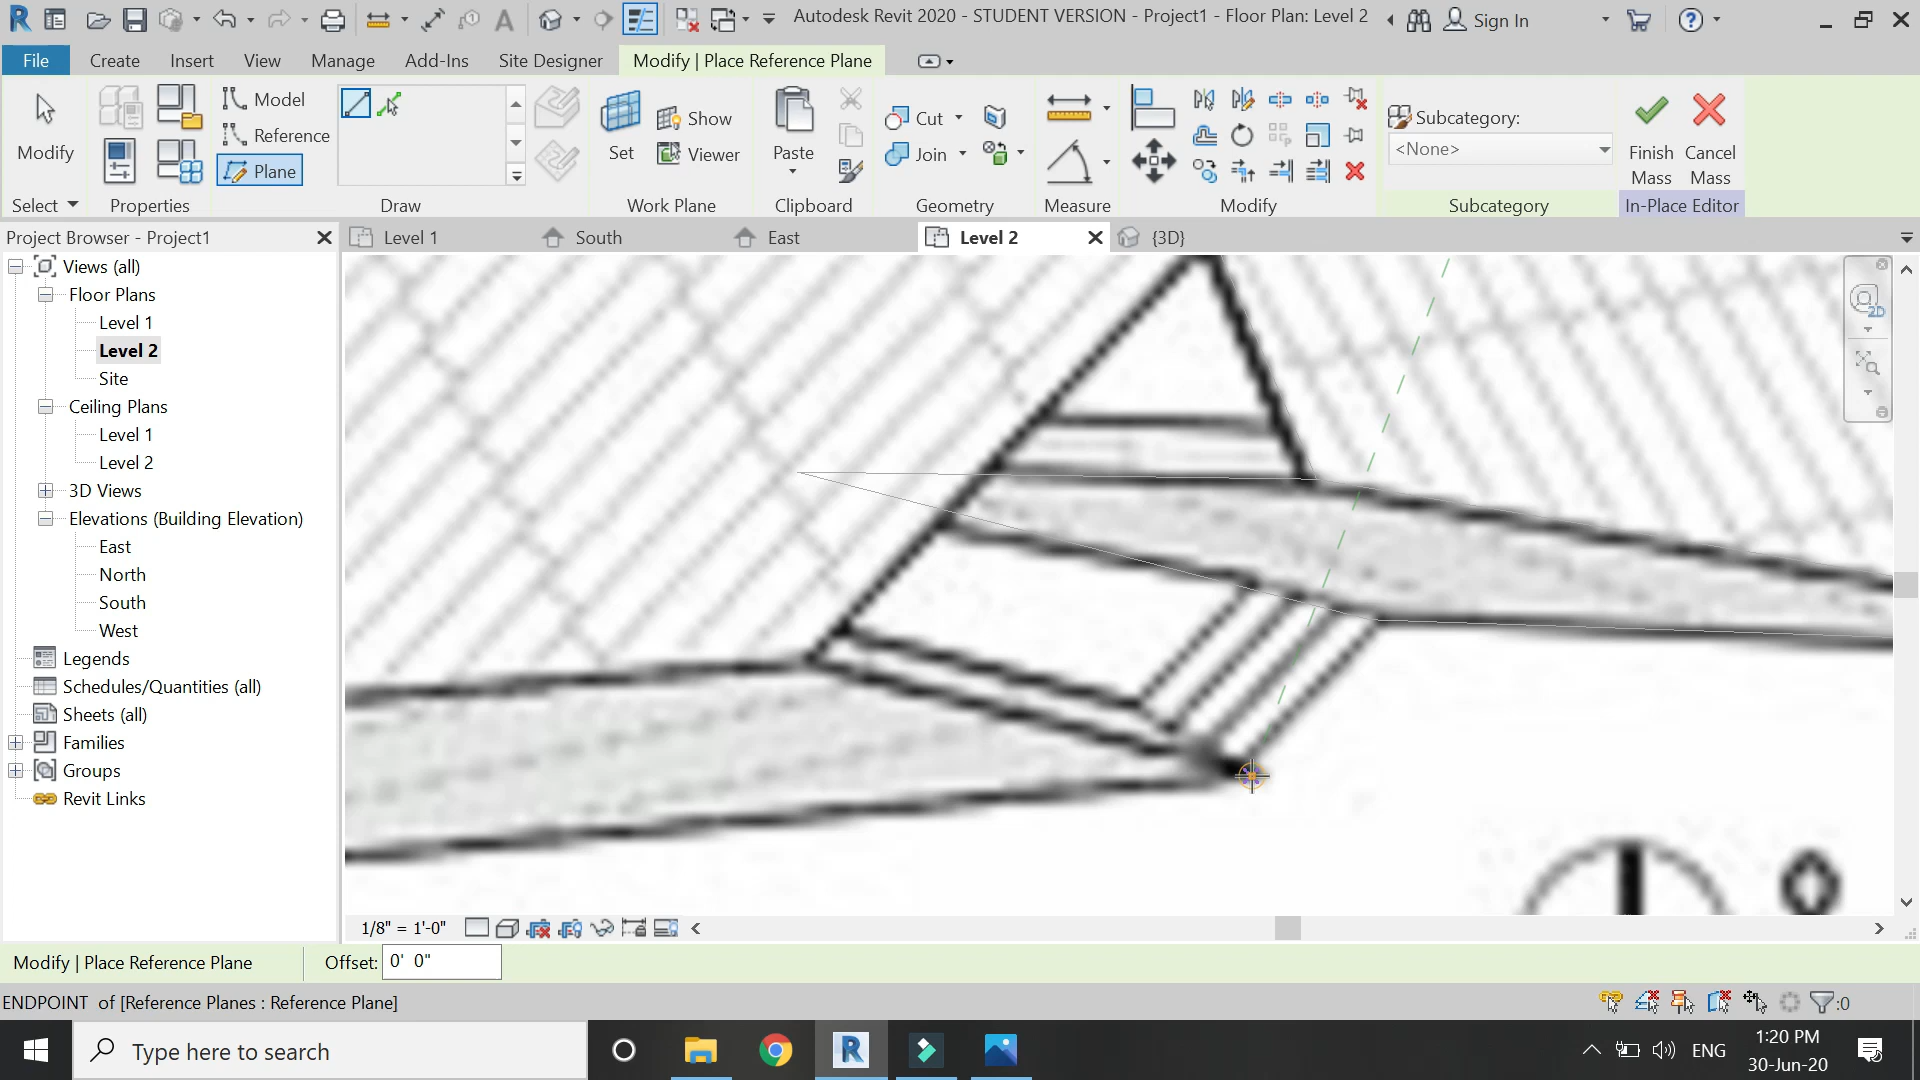 Autodesk Revit 2020 - STUDENT VERSION - Project1 - Floor Plan: Level 2
Sign In
File
Create
Insert
View
Manage
Add-Ins
Site Designer
Modify | Place Reference Plane
Modify
Model
Reference
Plane
Set
Show
Viewer
Paste
Cut
Join
Subcategory:
<None>
Finish Mass
Cancel Mass
Select
Properties
Draw
Work Plane
Clipboard
Geometry
Measure
Modify
Subcategory
In-Place Editor
Project Browser - Project1
Level 1
South
East
Level 2
{3D}
Views (all)
Floor Plans
Level 1
Level 2
Site
Ceiling Plans
Level 1
Level 2
3D Views
Elevations (Building Elevation)
East
North
South
West
Legends
Schedules/Quantities (all)
Sheets (all)
Families
Groups
Revit Links
2D
1/8" = 1'-0"
Modify | Place Reference Plane
Offset:
0' 0"
ENDPOINT of [Reference Planes : Reference Plane]
:0
Type here to search
ENG
1:20 PM
30-Jun-20